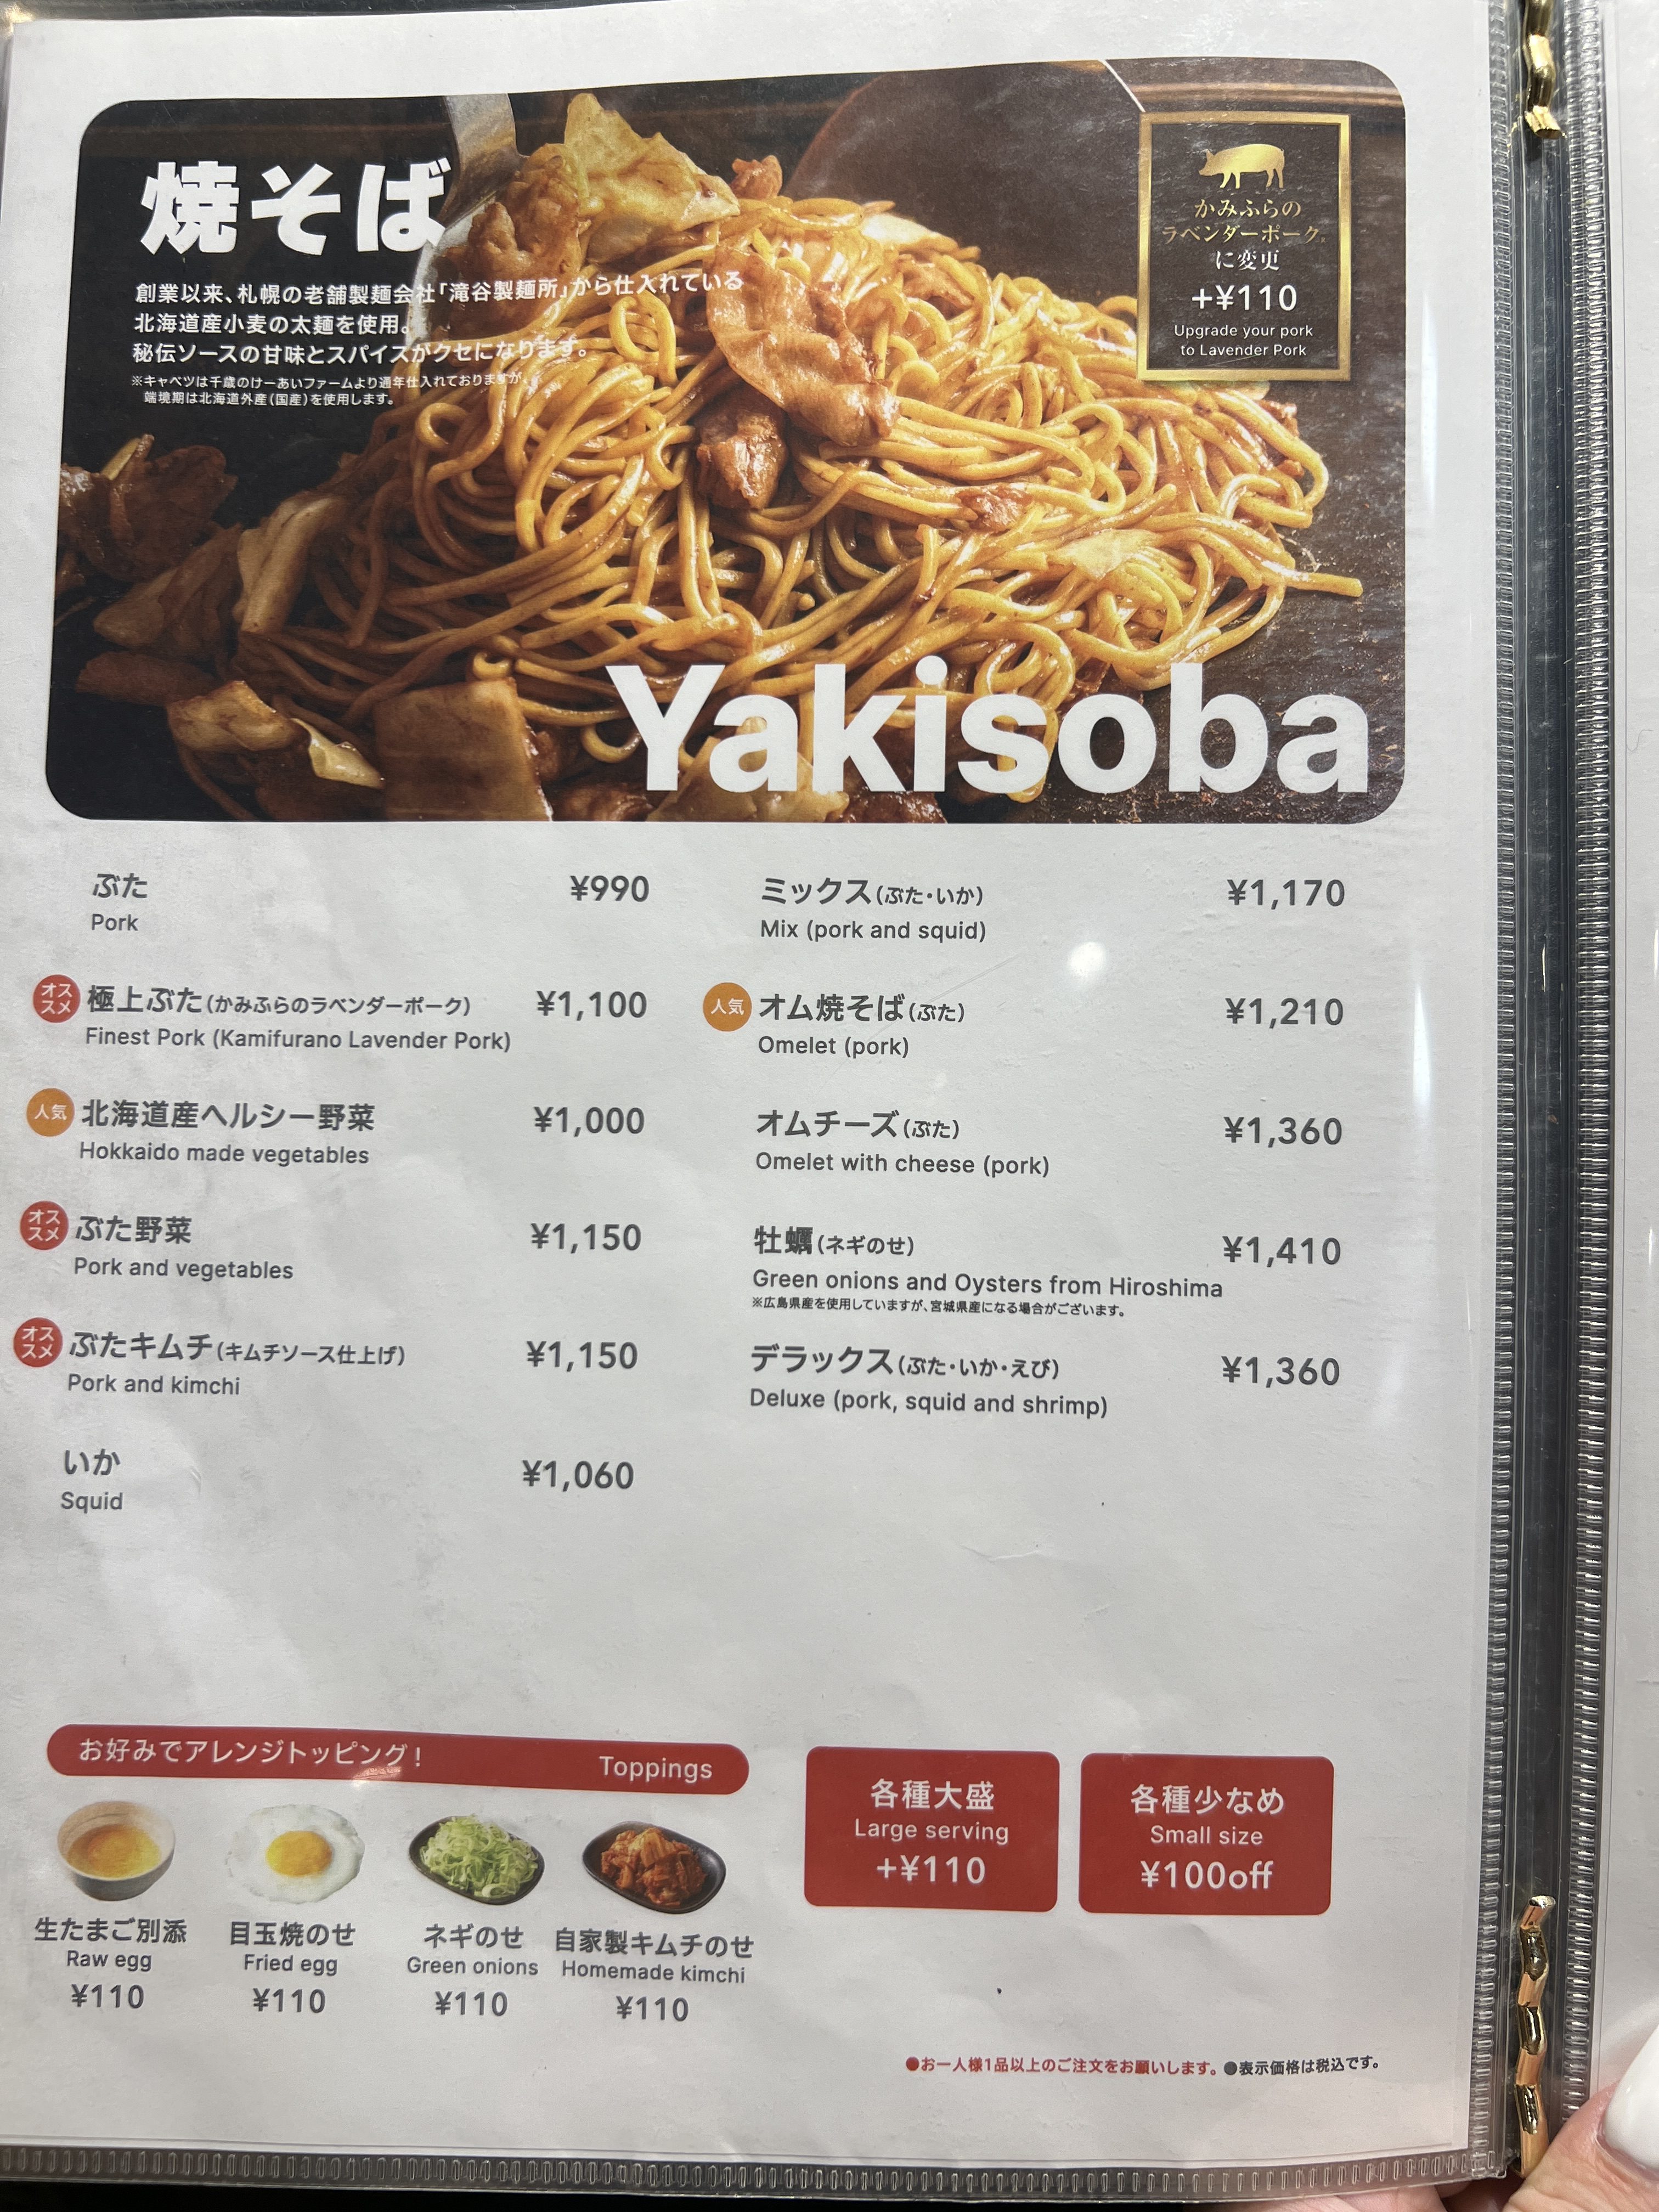 焼そば
創業以来、札幌の老舗製麺会社「滝谷製麺所」から仕入れている
北海道産小麦の太麺を使用。
秘伝ソースの甘味とスパイスがクセになります。
※キャベツは千歳のけーあいファームより通年仕入れておりますが、
端境期は北海道外産(国産)を使用します。
かみふらの
ラベンダーポーク®
に変更
+¥110
Upgrade your pork
to Lavender Pork
Yakisoba
ぶた ¥990
Pork
オススメ 極上ぶた(かみふらのラベンダーポーク) ¥1,100
Finest Pork (Kamifurano Lavender Pork)
人気 北海道産ヘルシー野菜 ¥1,000
Hokkaido made vegetables
オススメ ぶた野菜 ¥1,150
Pork and vegetables
オススメ ぶたキムチ(キムチソース仕上げ) ¥1,150
Pork and kimchi
いか ¥1,060
Squid
ミックス(ぶた・いか) ¥1,170
Mix (pork and squid)
人気 オム焼そば(ぶた) ¥1,210
Omelet (pork)
オムチーズ(ぶた) ¥1,360
Omelet with cheese (pork)
牡蠣(ネギのせ) ¥1,410
Green onions and Oysters from Hiroshima
※広島県産を使用していますが、宮城県産になる場合がございます。
デラックス(ぶた・いか・えび) ¥1,360
Deluxe (pork, squid and shrimp)
お好みでアレンジトッピング! Toppings
生たまご別添
Raw egg
¥110
目玉焼のせ
Fried egg
¥110
ネギのせ
Green onions
¥110
自家製キムチのせ
Homemade kimchi
¥110
各種大盛
Large serving
+¥110
各種少なめ
Small size
¥100off
●お一人様1品以上のご注文をお願いします。●表示価格は税込です。